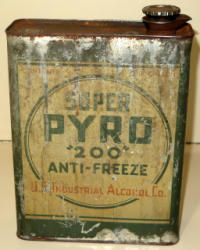 SUPER
PYRO
"200"
ANTI-FREEZE
U.S. INDUSTRIAL ALCOHOL CO.